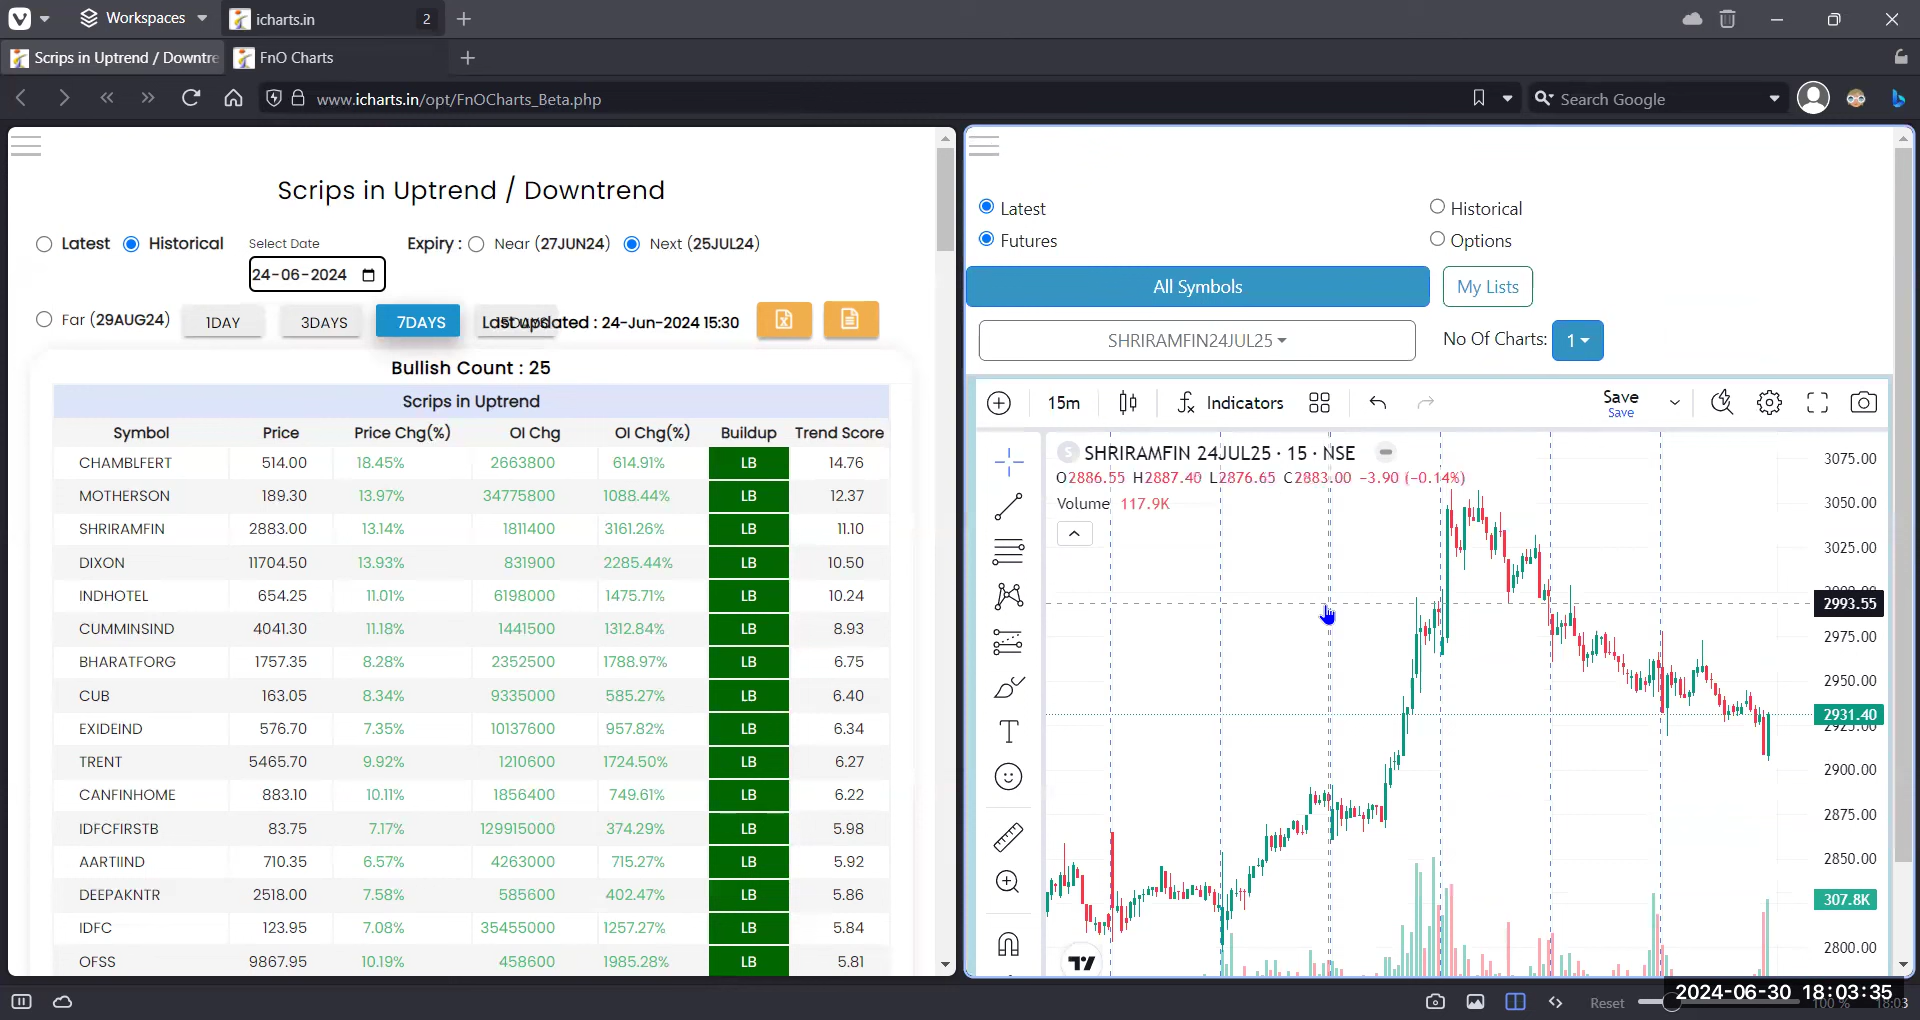 Workspaces
icharts.in
2
Scrips in Uptrend / Downtre
FnO Charts
www.icharts.in/opt/FnOCharts_Beta.php
Search Google
Scrips in Uptrend / Downtrend
Latest
Historical
Select Date
24-06-2024
Expiry :
Near (27JUN24)
Next (25JUL24)
Far (29AUG24)
1DAY
3DAYS
7DAYS
Last updated : 24-Jun-2024 15:30
Bullish Count : 25
Scrips in Uptrend
Symbol Price Price Chg(%) OI Chg OI Chg(%) Buildup Trend Score
CHAMBLFERT 514.00 18.45% 2663800 614.91% LB 14.76
MOTHERSON 189.30 13.97% 34775800 1088.44% LB 12.37
SHRIRAMFIN 2883.00 13.14% 1811400 3161.26% LB 11.10
DIXON 11704.50 13.93% 831900 2285.44% LB 10.50
INDHOTEL 654.25 11.01% 6198000 1475.71% LB 10.24
CUMMINSIND 4041.30 11.18% 1441500 1312.84% LB 8.93
BHARATFORG 1757.35 8.28% 2352500 1788.97% LB 6.75
CUB 163.05 8.34% 9335000 585.27% LB 6.40
EXIDEIND 576.70 7.35% 10137600 957.82% LB 6.34
TRENT 5465.70 9.92% 1210600 1724.50% LB 6.27
CANFINHOME 883.10 10.11% 1856400 749.61% LB 6.22
IDFCFIRSTB 83.75 7.17% 129915000 374.29% LB 5.98
AARTIIND 710.35 6.57% 4263000 715.27% LB 5.92
DEEPAKNTR 2518.00 7.58% 585600 402.47% LB 5.86
IDFC 123.95 7.08% 35455000 1257.27% LB 5.84
OFSS 9867.95 10.19% 458600 1985.28% LB 5.81
Latest
Historical
Futures
Options
All Symbols
My Lists
SHRIRAMFIN24JUL25
No Of Charts: 1
15m
Indicators
Save
Save
S SHRIRAMFIN 24JUL25 · 15 · NSE
O2886.55 H2887.40 L2876.65 C2883.00 -3.90 (-0.14%)
Volume 117.9K
3075.00
3050.00
3025.00
2993.55
2975.00
2950.00
2931.40
2925.00
2900.00
2875.00
2850.00
307.8K
2800.00
Reset
100 %
2024-06-30 18:03:35
18:03